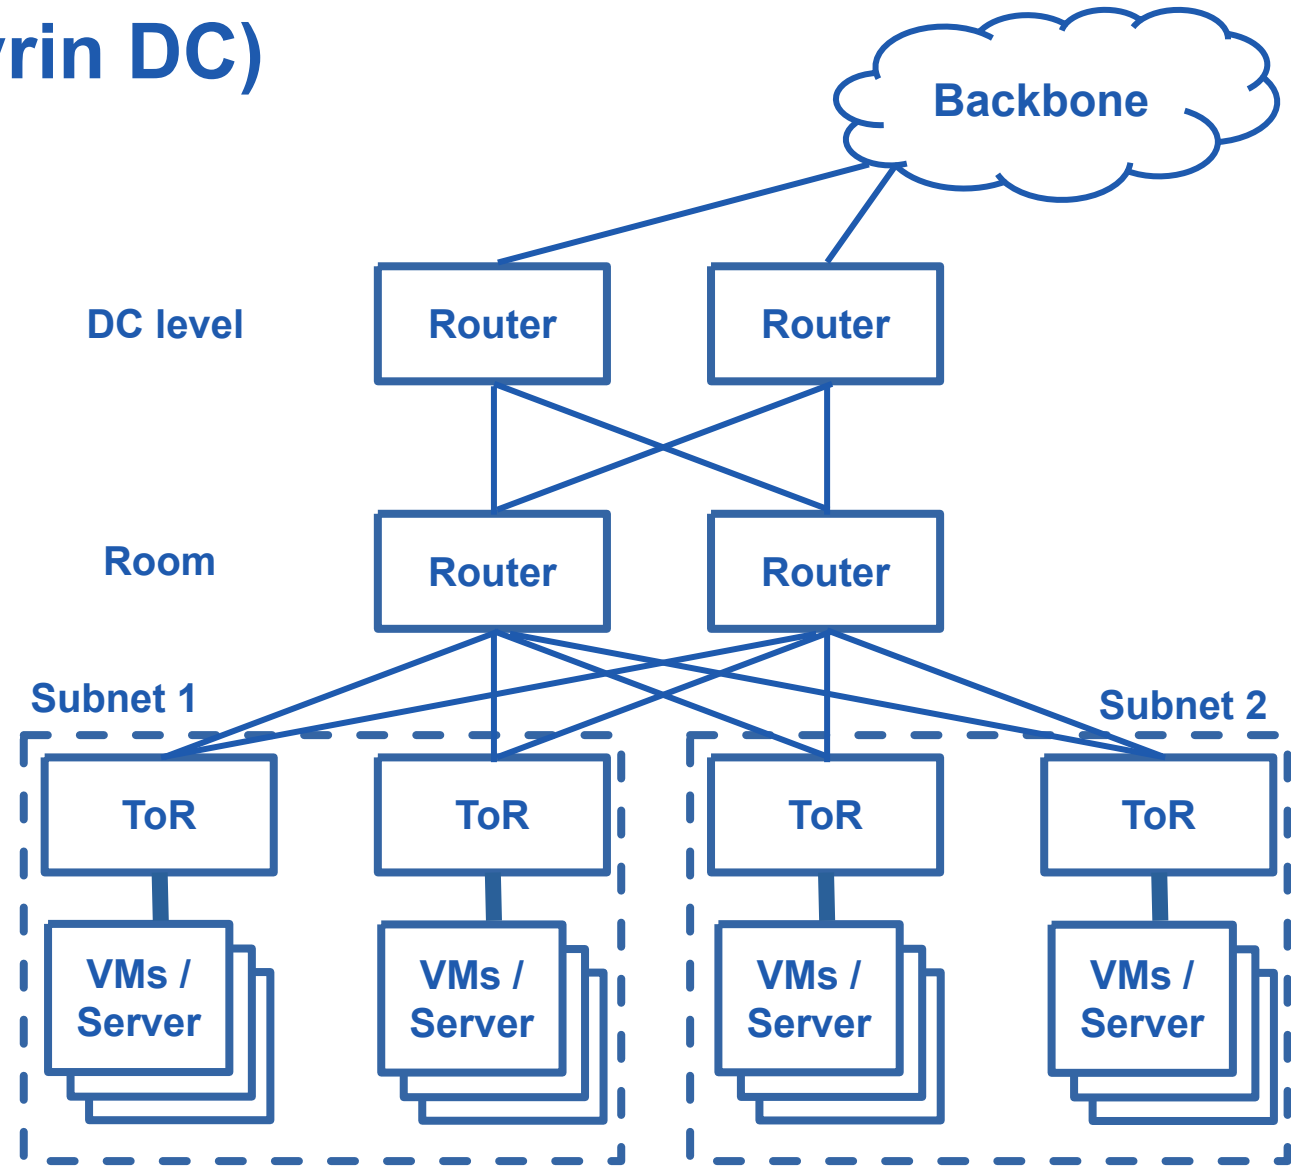 DC)
Backbone
DC level
Router
Router
Room
Router
Router
Subnet 1
Subnet 2
ToR
ToR
ToR
ToR
VMs /
Server
VMs /
Server
VMs /
Server
VMs /
Server